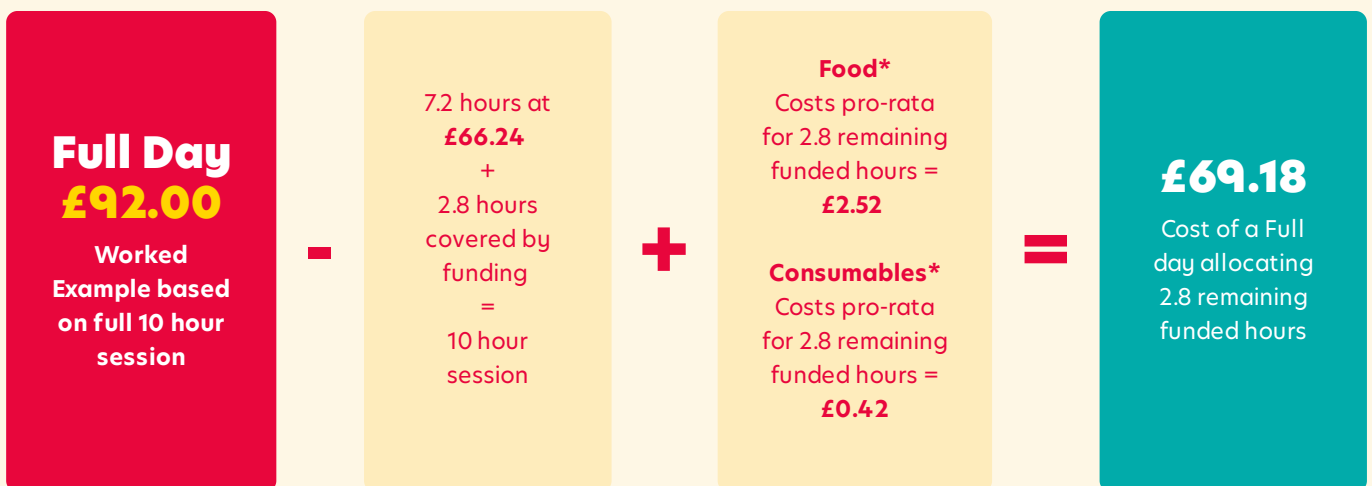 Full Day
£92.00
Worked
Example based
on full 10 hour
session
-
7.2 hours at
£66.24
+
2.8 hours
covered by
funding
=
10 hour
session
+
Food*
Costs pro-rata
for 2.8 remaining
funded hours =
£2.52
Consumables*
Costs pro-rata
for 2.8 remaining
funded hours =
£0.42
=
£69.18
Cost of a Full
day allocating
2.8 remaining
funded hours